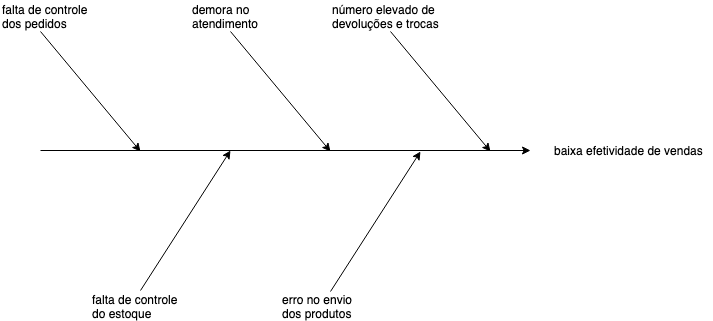 falta de controle
dos pedidos
demora no
atendimento
número elevado de
devoluções e trocas
baixa efetividade de vendas
falta de controle
do estoque
erro no envio
dos produtos